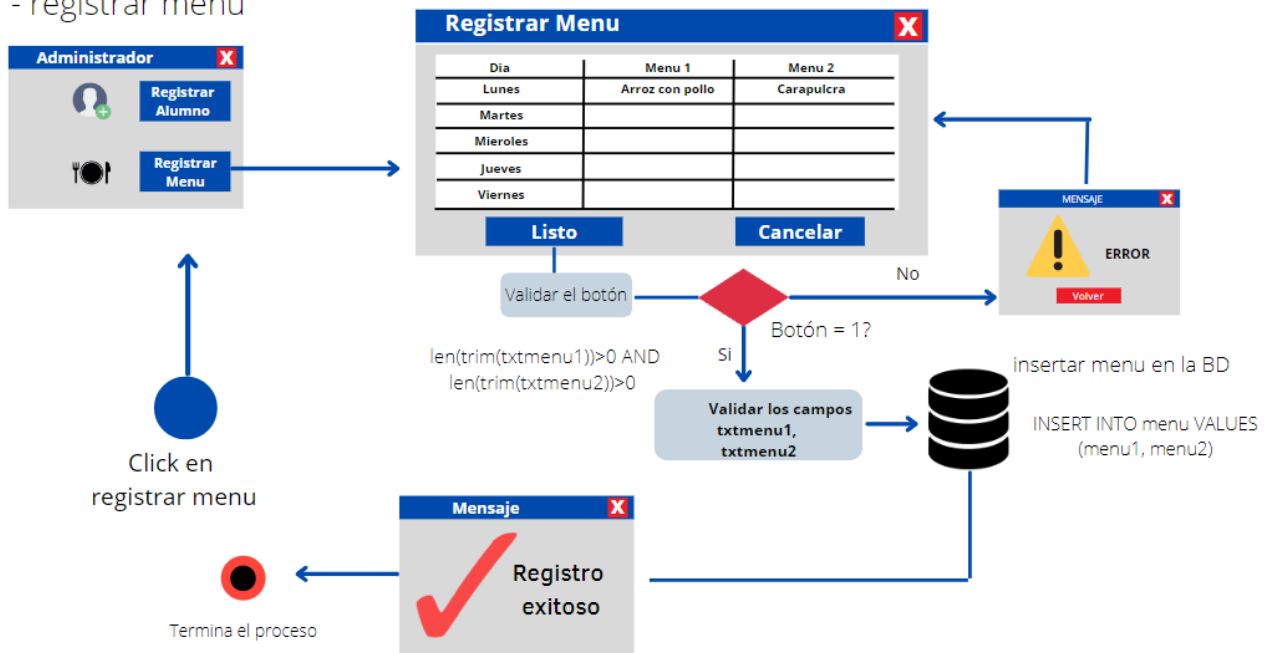 - registrar menu
Administrador X
Registrar
Alumno
Registrar
Menu
Click en
registrar menu
Registrar Menu X
Dia Menu 1 Menu 2
Lunes Arroz con pollo Carapulcra
Martes
Mieroles
Jueves
Viernes
Listo Cancelar
Validar el botón
len(trim(txtmenu1))>0 AND
len(trim(txtmenu2))>0
Botón = 1?
No
Si
MENSAJE X
ERROR
Volver
Validar los campos
txtmenu1,
txtmenu2
insertar menu en la BD
INSERT INTO menu VALUES
(menu1, menu2)
Mensaje X
Registro
exitoso
Termina el proceso